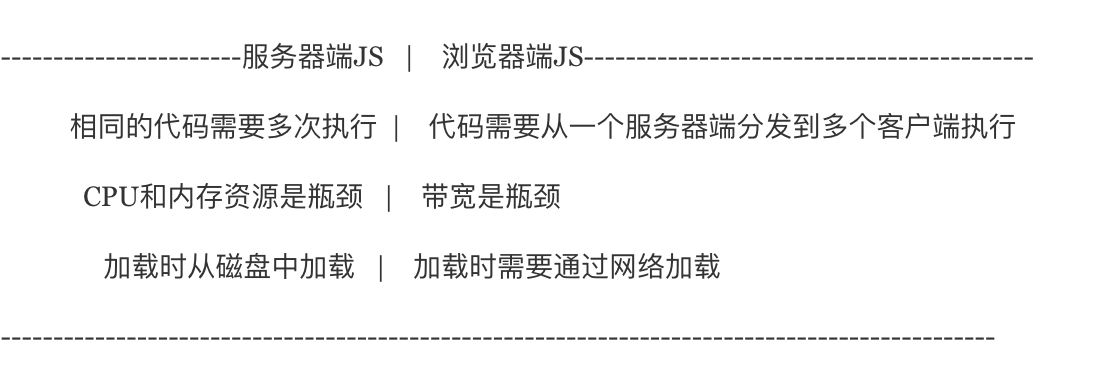 -----------------------服务器端JS | 浏览器端JS-------------------------------------------
相同的代码需要多次执行 | 代码需要从一个服务器端分发到多个客户端执行
CPU和内存资源是瓶颈 | 带宽是瓶颈
加载时从磁盘中加载 | 加载时需要通过网络加载
-----------------------------------------------------------------------------------------------